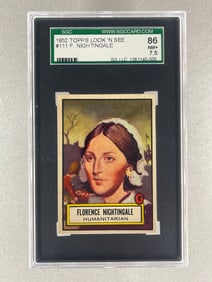 SGC
WWW.SGCCARD.COM
1952 TOPPS LOOK 'N SEE
#111 F. NIGHTINGALE
86
NM+
7.5
FLORENCE NIGHTINGALE
HUMANITARIAN